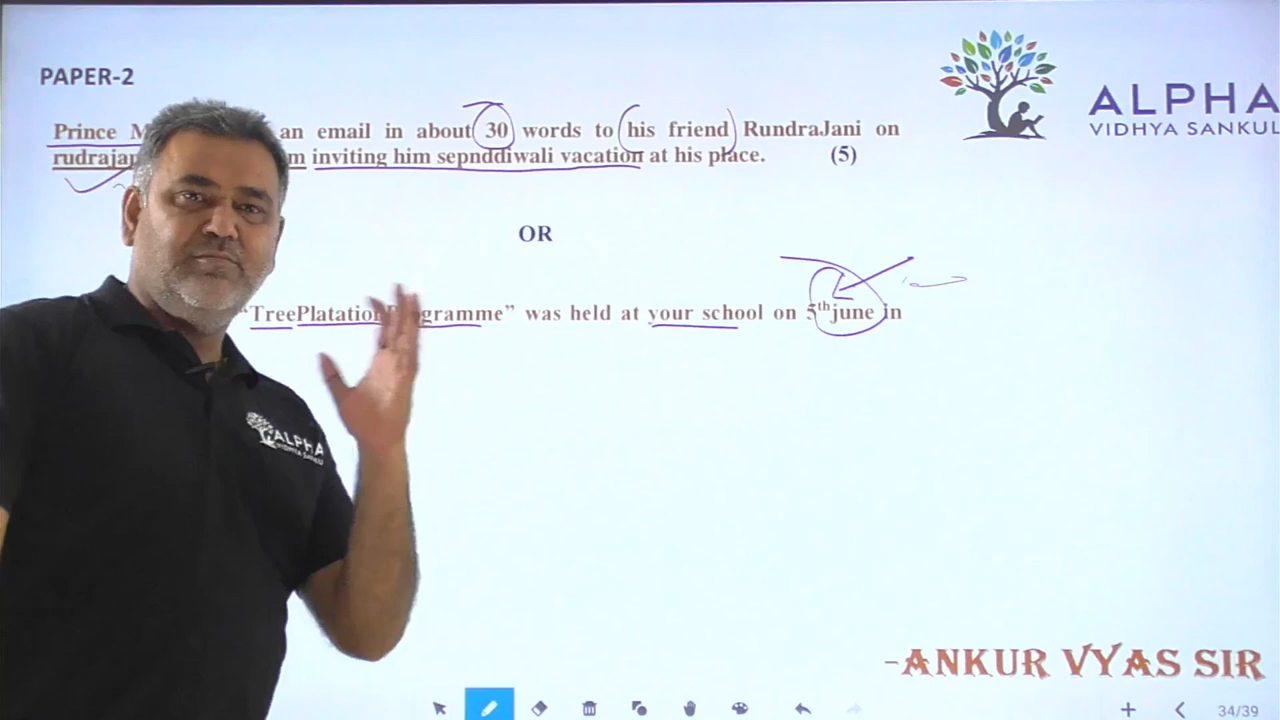 PAPER-2
ALPHA
VIDHYA SANKUL
Prince M an email in about 30 words to his friend RundraJani on
m inviting him sepnddiwali vacation at his place. (5)
OR
“TreePlatation gramme” was held at your school on 5th june in
ALPHA
VIDHYA SANKUL
-ANKUR VYAS SIR
34/39